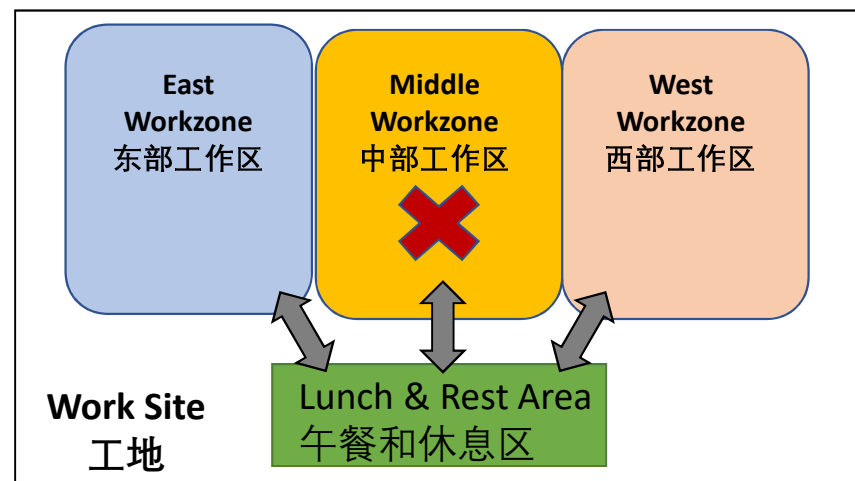 East
Workzone
东部工作区
Middle
Workzone
中部工作区
West
Workzone
西部工作区
Lunch & Rest Area
午餐和休息区
Work Site
工地